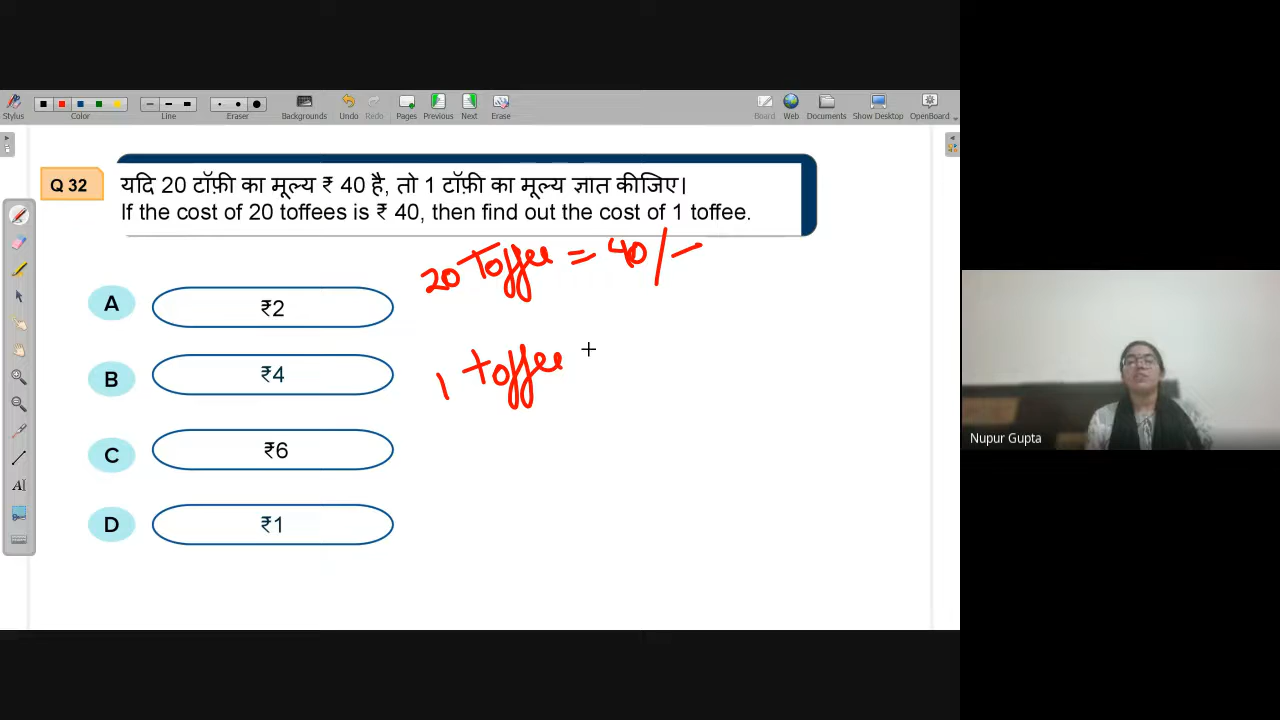 Stylus
Color
Line
Eraser
Backgrounds
Undo
Redo
Pages
Previous
Next
Erase
Board
Web
Documents
Show Desktop
OpenBoard
Q 32
यदि 20 टॉफ़ी का मूल्य ₹ 40 है, तो 1 टॉफ़ी का मूल्य ज्ञात कीजिए।
If the cost of 20 toffees is ₹ 40, then find out the cost of 1 toffee.
20 Toffee = 40/-
A ₹2
1 toffee
B ₹4
C ₹6
D ₹1
Nupur Gupta